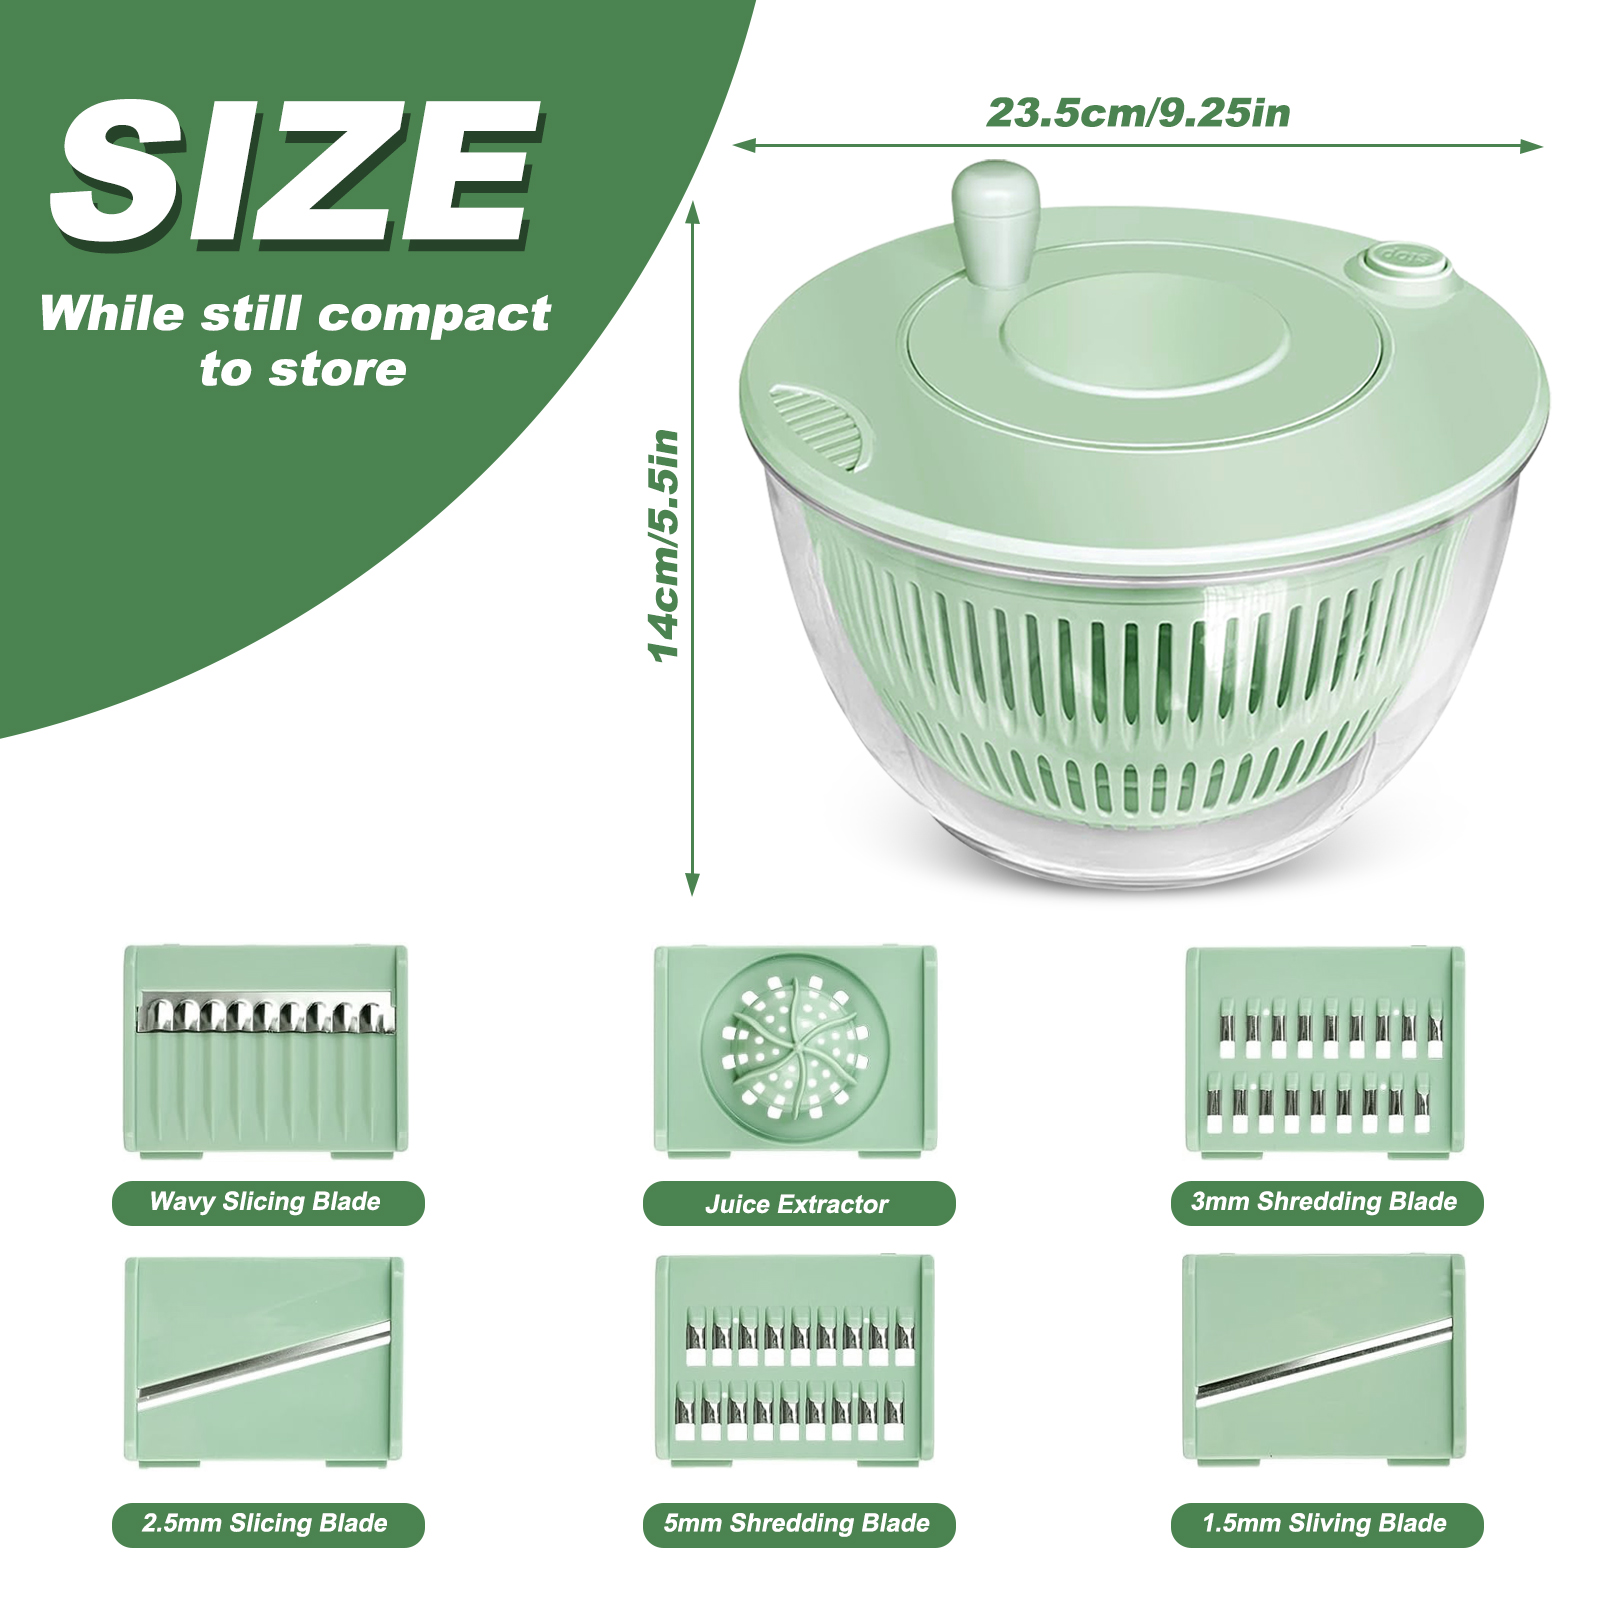 SIZE
While still compact
to store
23.5cm/9.25in
14cm/5.5in
Wavy Slicing Blade
Juice Extractor
3mm Shredding Blade
2.5mm Slicing Blade
5mm Shredding Blade
1.5mm Sliving Blade